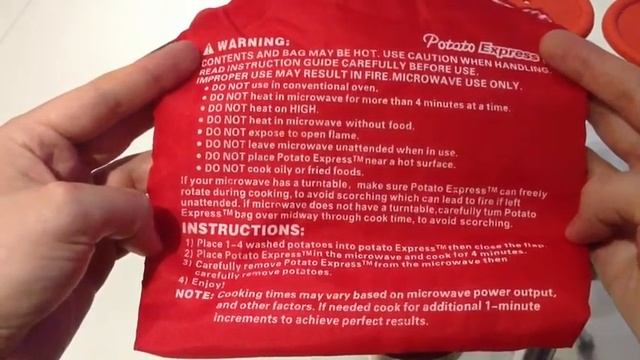 ⚠ WARNING:
Potato Express
CONTENTS AND BAG MAY BE HOT. USE CAUTION WHEN HANDLING.
READ INSTRUCTION GUIDE CAREFULLY BEFORE USE.
IMPROPER USE MAY RESULT IN FIRE. MICROWAVE USE ONLY.
• DO NOT use in conventional oven.
• DO NOT heat in microwave for more than 4 minutes at a time.
• DO NOT heat on HIGH.
• DO NOT heat in microwave without food.
• DO NOT expose to open flame.
• DO NOT leave microwave unattended when in use.
• DO NOT place Potato Express™ near a hot surface.
• DO NOT cook oily or fried foods.
If your microwave has a turntable, make sure Potato Express™ can freely
rotate during cooking, to avoid scorching which can lead to fire if left
unattended. if microwave does not have a turntable,carefully turn Potato
Express™ bag over midway through cook time, to avoid scorching.
INSTRUCTIONS:
1) Place 1-4 washed potatoes into potato Express™ then close the flap.
2) Place Potato Express™ in the microwave and cook for 4 minutes.
3) Carefully remove Potato Express™ from the microwave then
carefully remove potatoes.
4) Enjoy!
NOTE: Cooking times may vary based on microwave power output,
and other factors. If needed cook for additional 1-minute
increments to achieve perfect results.